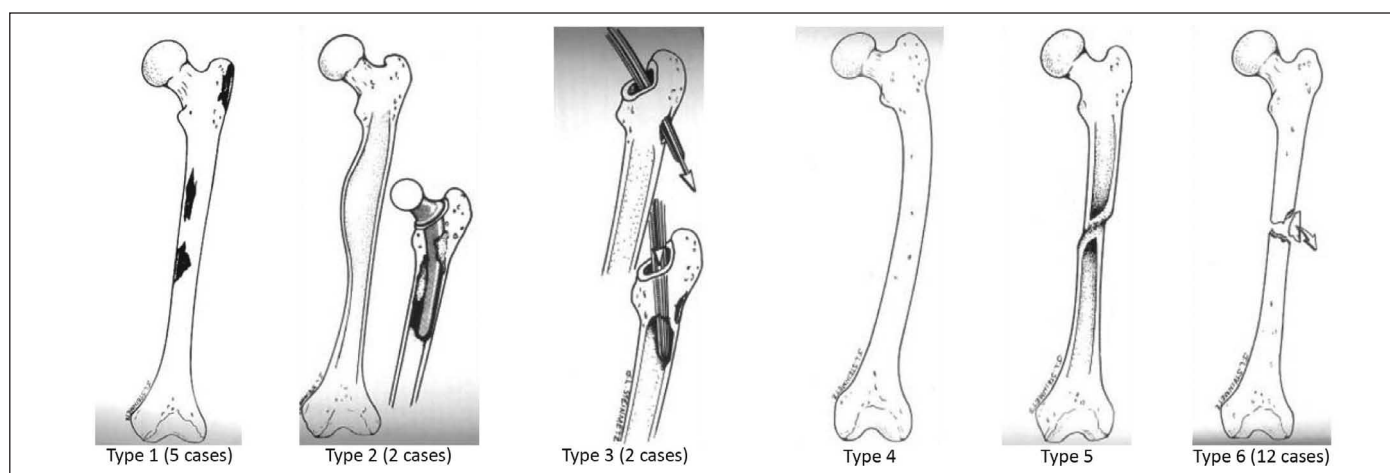 Type 1 (5 cases)
Type 2 (2 cases)
Type 3 (2 cases)
Type 4
Type 5
Type 6 (12 cases)